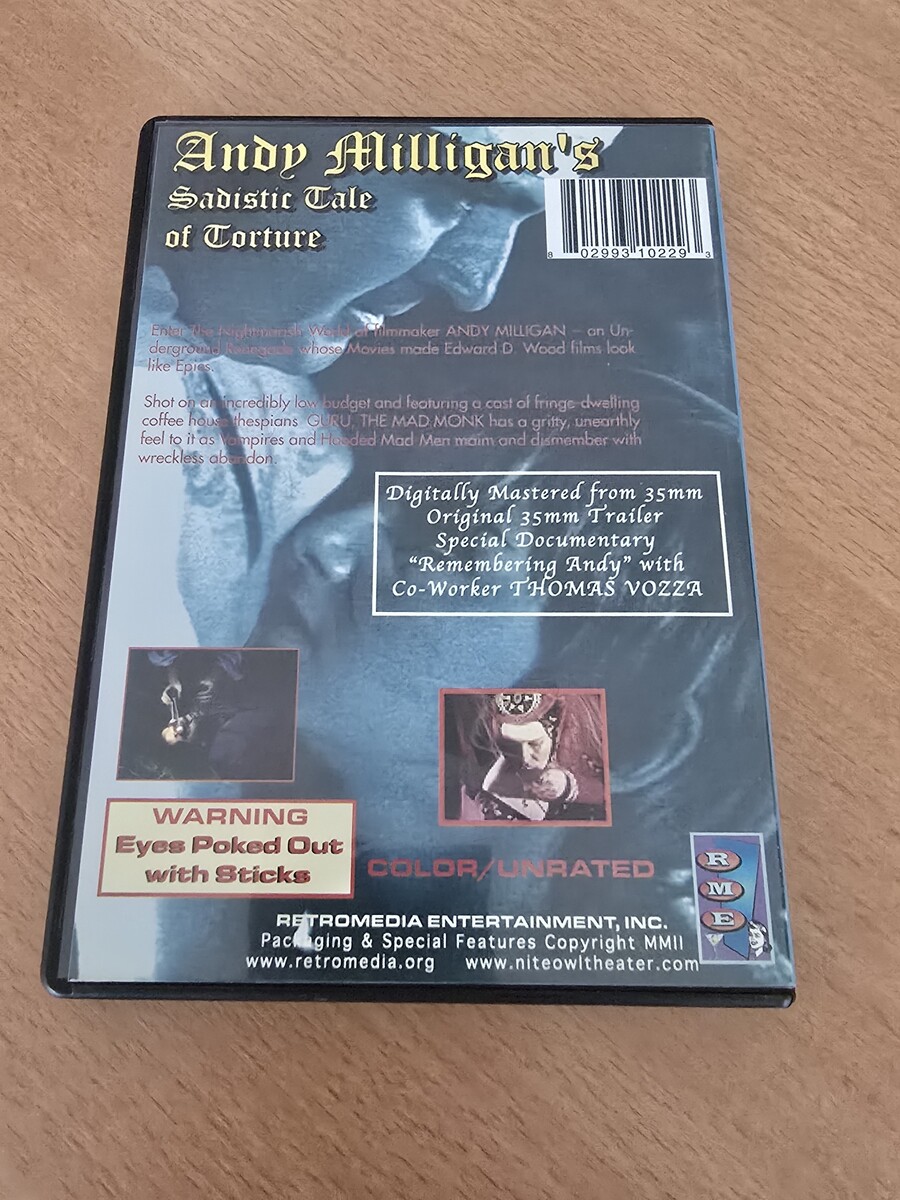 Andy Milligan's
Sadistic Tale
of Torture
8 02993 10229 3
Enter The Nightmarish World of filmmaker ANDY MILLIGAN – an Un-
derground Renegade whose Movies made Edward D. Wood films look
like Epics.
Shot on an incredibly low budget and featuring a cast of fringe-dwelling
coffee house thespians GURU, THE MAD MONK has a gritty, unearthly
feel to it as Vampires and Hooded Mad Men maim and dismember with
wreckless abandon.
Digitally Mastered from 35mm
Original 35mm Trailer
Special Documentary
"Remembering Andy" with
Co-Worker THOMAS VOZZA
WARNING
Eyes Poked Out
with Sticks
COLOR/UNRATED
R
M
E
RETROMEDIA ENTERTAINMENT, INC.
Packaging & Special Features Copyright MMII
www.retromedia.org www.niteowltheater.com